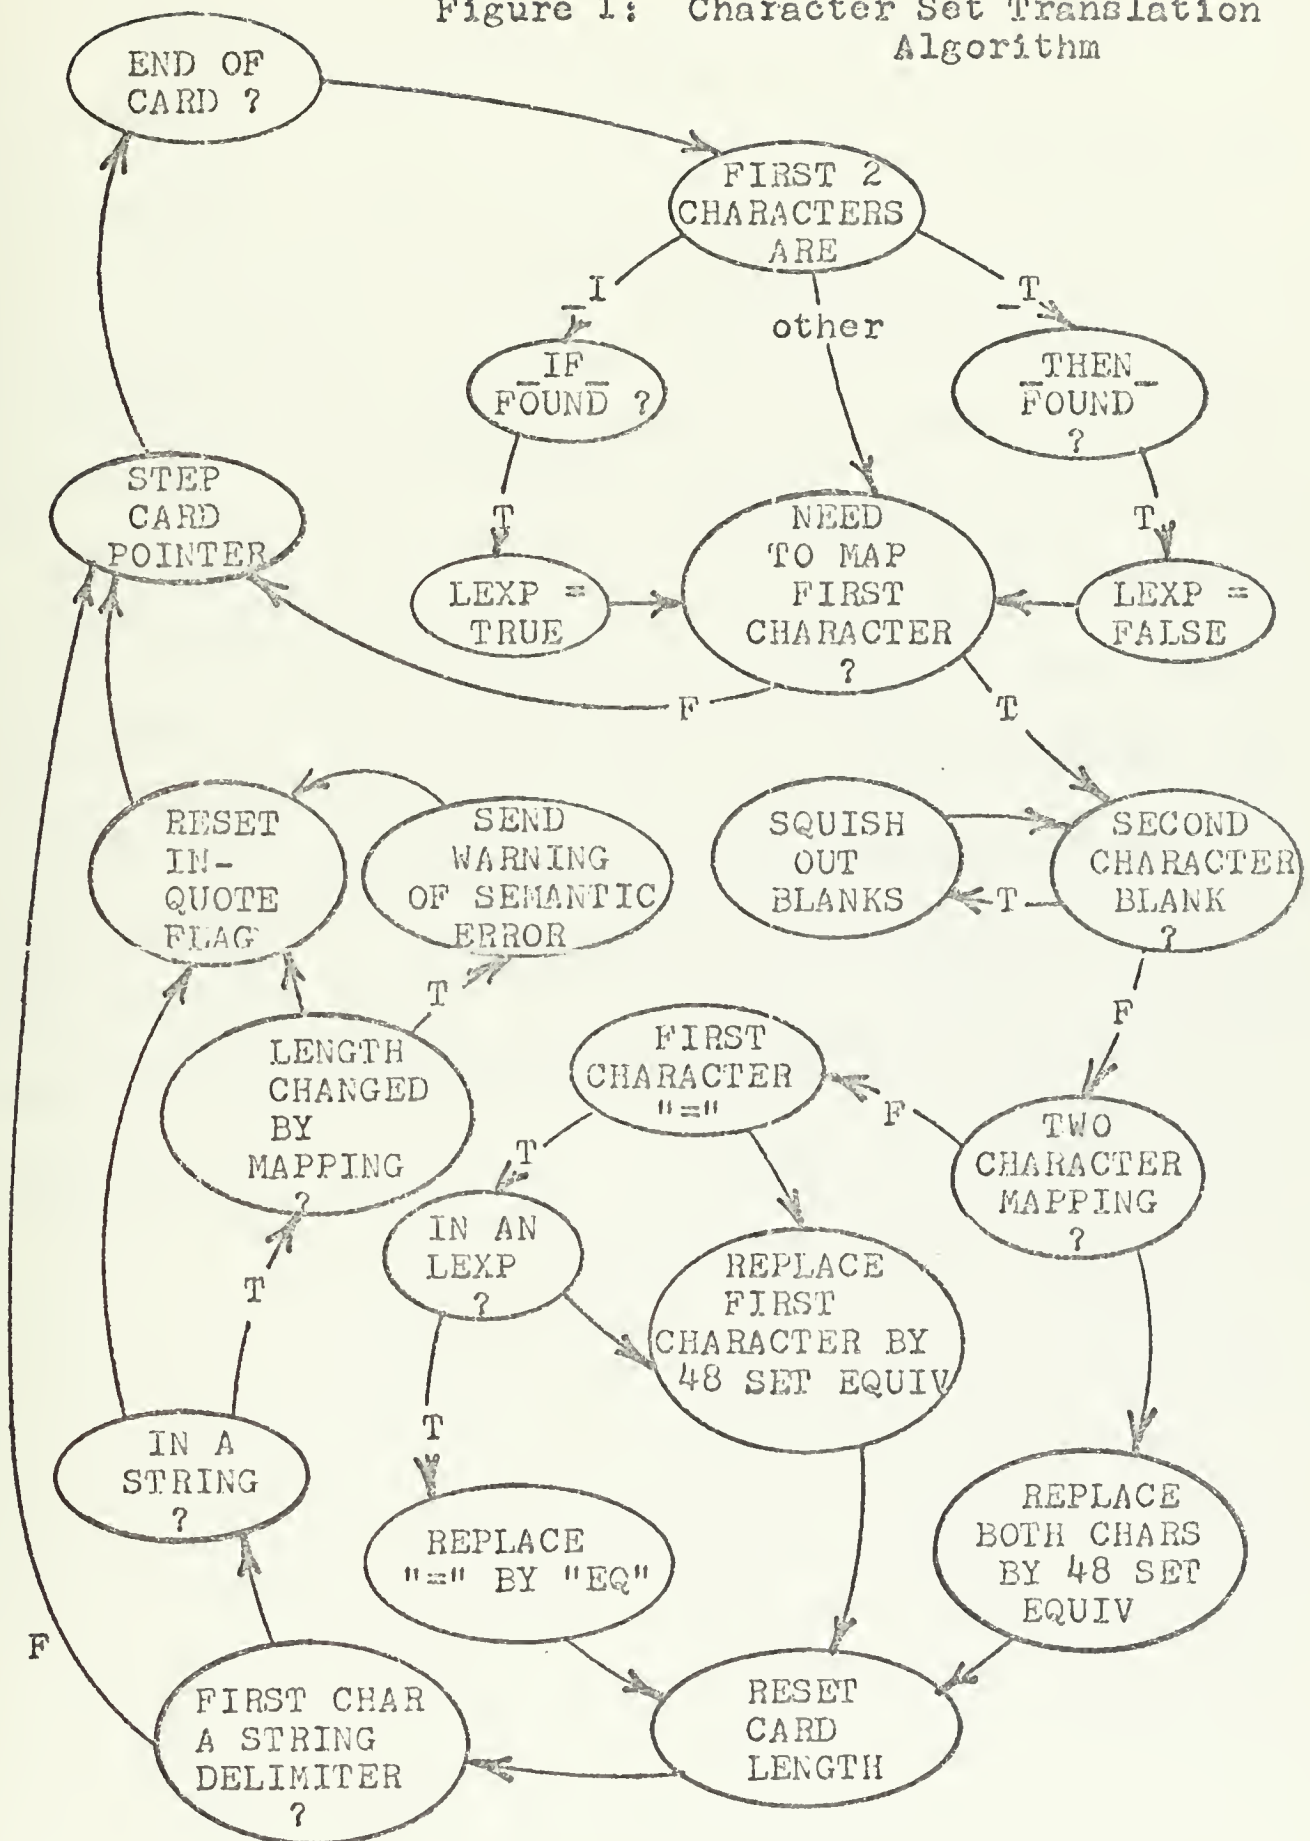 Figure 1: Character Set Translation
Algorithm
END OF
CARD ?
FIRST 2
CHARACTERS
ARE
_I
other
_T
_IF_
FOUND ?
_THEN_
FOUND
?
STEP
CARD
POINTER
T
T
NEED
TO MAP
FIRST
CHARACTER
?
LEXP =
TRUE
LEXP =
FALSE
F
T
RESET
IN-
QUOTE
FLAG
SEND
WARNING
OF SEMANTIC
ERROR
SQUISH
OUT
BLANKS
T
SECOND
CHARACTER
BLANK
?
T
F
LENGTH
CHANGED
BY
MAPPING
?
FIRST
CHARACTER
"="
F
TWO
CHARACTER
MAPPING
?
T
IN AN
LEXP
?
REPLACE
FIRST
CHARACTER BY
48 SET EQUIV
T
T
IN A
STRING
?
REPLACE
"=" BY "EQ"
REPLACE
BOTH CHARS
BY 48 SET
EQUIV
F
FIRST CHAR
A STRING
DELIMITER
?
RESET
CARD
LENGTH